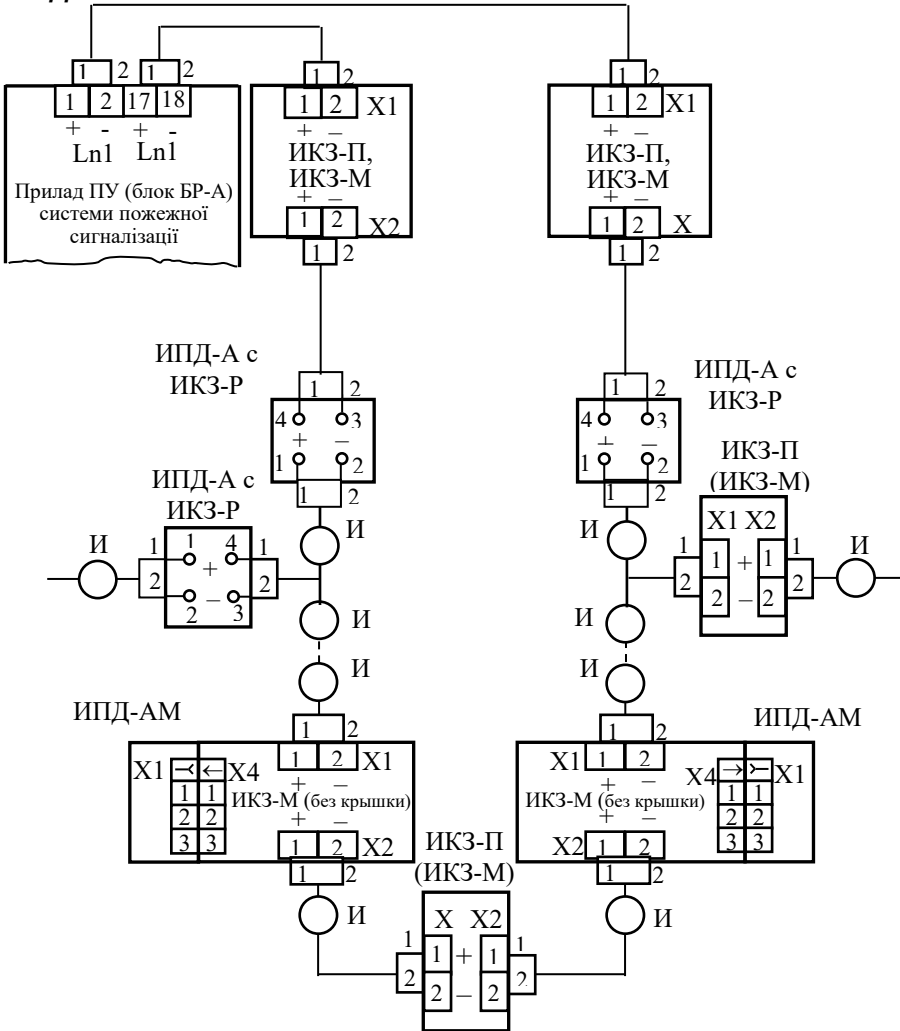 1 2 1 2
1 2
1 2
1 2 17 18
+ - + -
Ln1 Ln1
Прилад ПУ (блок БР-А)
системи пожежної
сигналізації
1 2 X1
+ –
ИКЗ-П,
ИКЗ-М
+ –
1 2 X2
1 2
1 2 X1
+ –
ИКЗ-П,
ИКЗ-М
+ –
1 2 X
1 2
ИПД-А с
ИКЗ-Р
1 2
4 3
+ –
1 2
1 2
ИПД-А с
ИКЗ-Р
1 2
4 3
+ –
1 2
1 2
ИПД-А с
ИКЗ-Р
И
И
1 1 4 1
+
2 2 – 3 2
И
И
И
ИКЗ-П
(ИКЗ-М)
X1 X2
1 1 + 1 1
2 2 – 2 2
И
И
И
ИПД-АМ
1 2
X1 ← X4
1 1
2 2
3 3
1 2 X1
+ –
ИКЗ-М (без крышки)
+ –
1 2 X2
1 2
И
ИПД-АМ
1 2
X1 1 2
+ –
ИКЗ-М (без крышки)
+ –
X2 1 2
X4 → X1
1 1
2 2
3 3
1 2
И
ИКЗ-П
(ИКЗ-М)
X X2
1 1 + 1 1
2 2 – 2 2